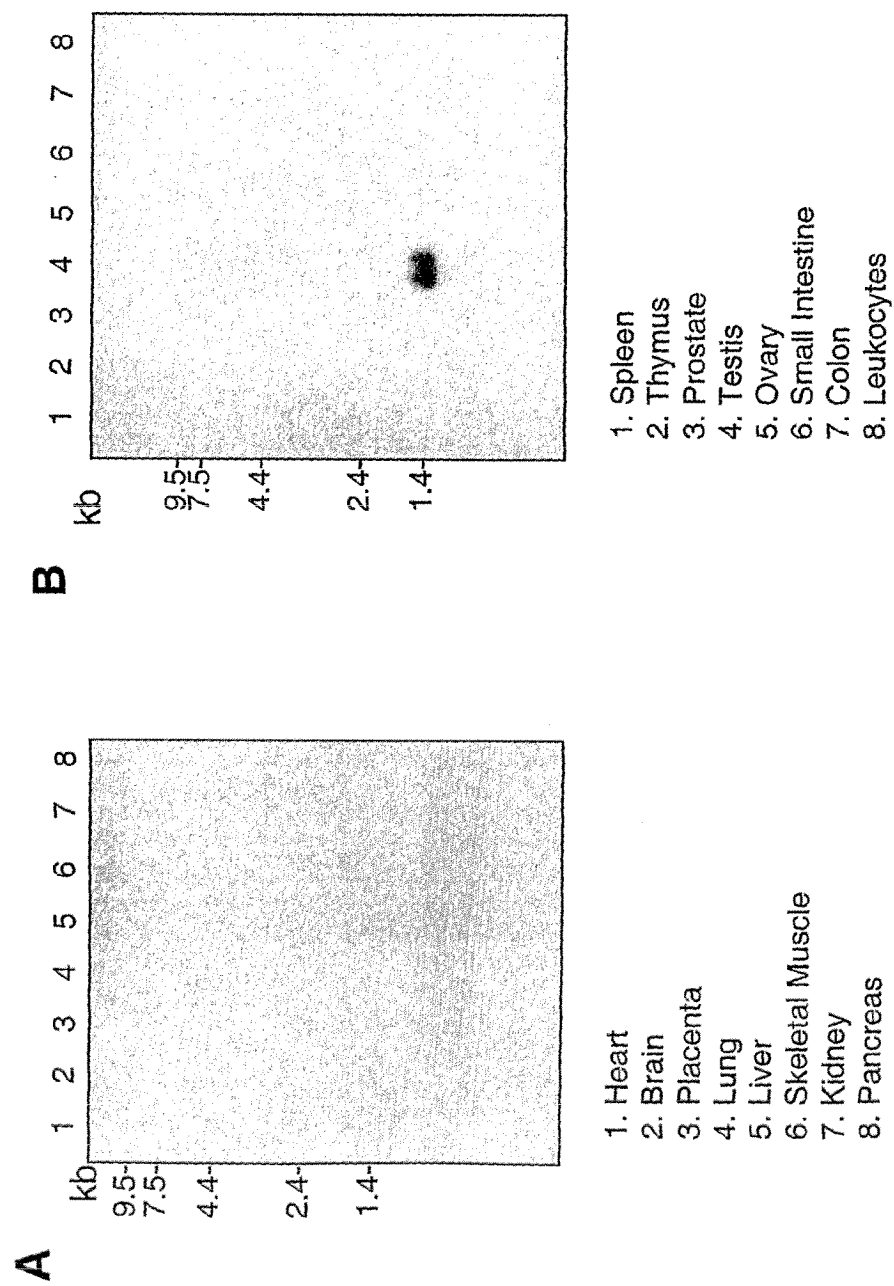 A
kb
1 2 3 4 5 6 7 8
9.5-
7.5-
4.4-
2.4-
1.4-
1. Heart
2. Brain
3. Placenta
4. Lung
5. Liver
6. Skeletal Muscle
7. Kidney
8. Pancreas
B
kb
1 2 3 4 5 6 7 8
9.5-
7.5-
4.4-
2.4-
1.4-
1. Spleen
2. Thymus
3. Prostate
4. Testis
5. Ovary
6. Small Intestine
7. Colon
8. Leukocytes